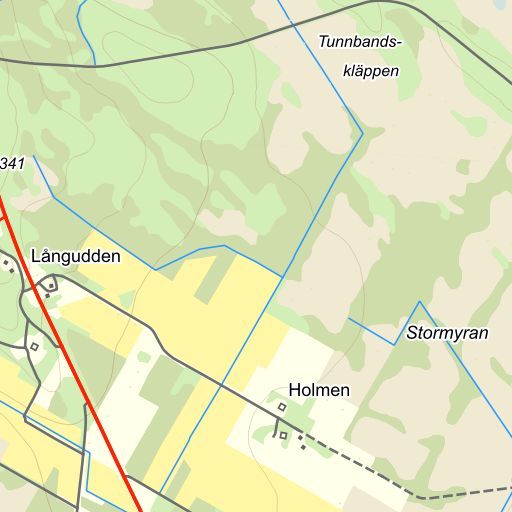 Tunnbands-
kläppen
341
Långudden
Stormyran
Holmen